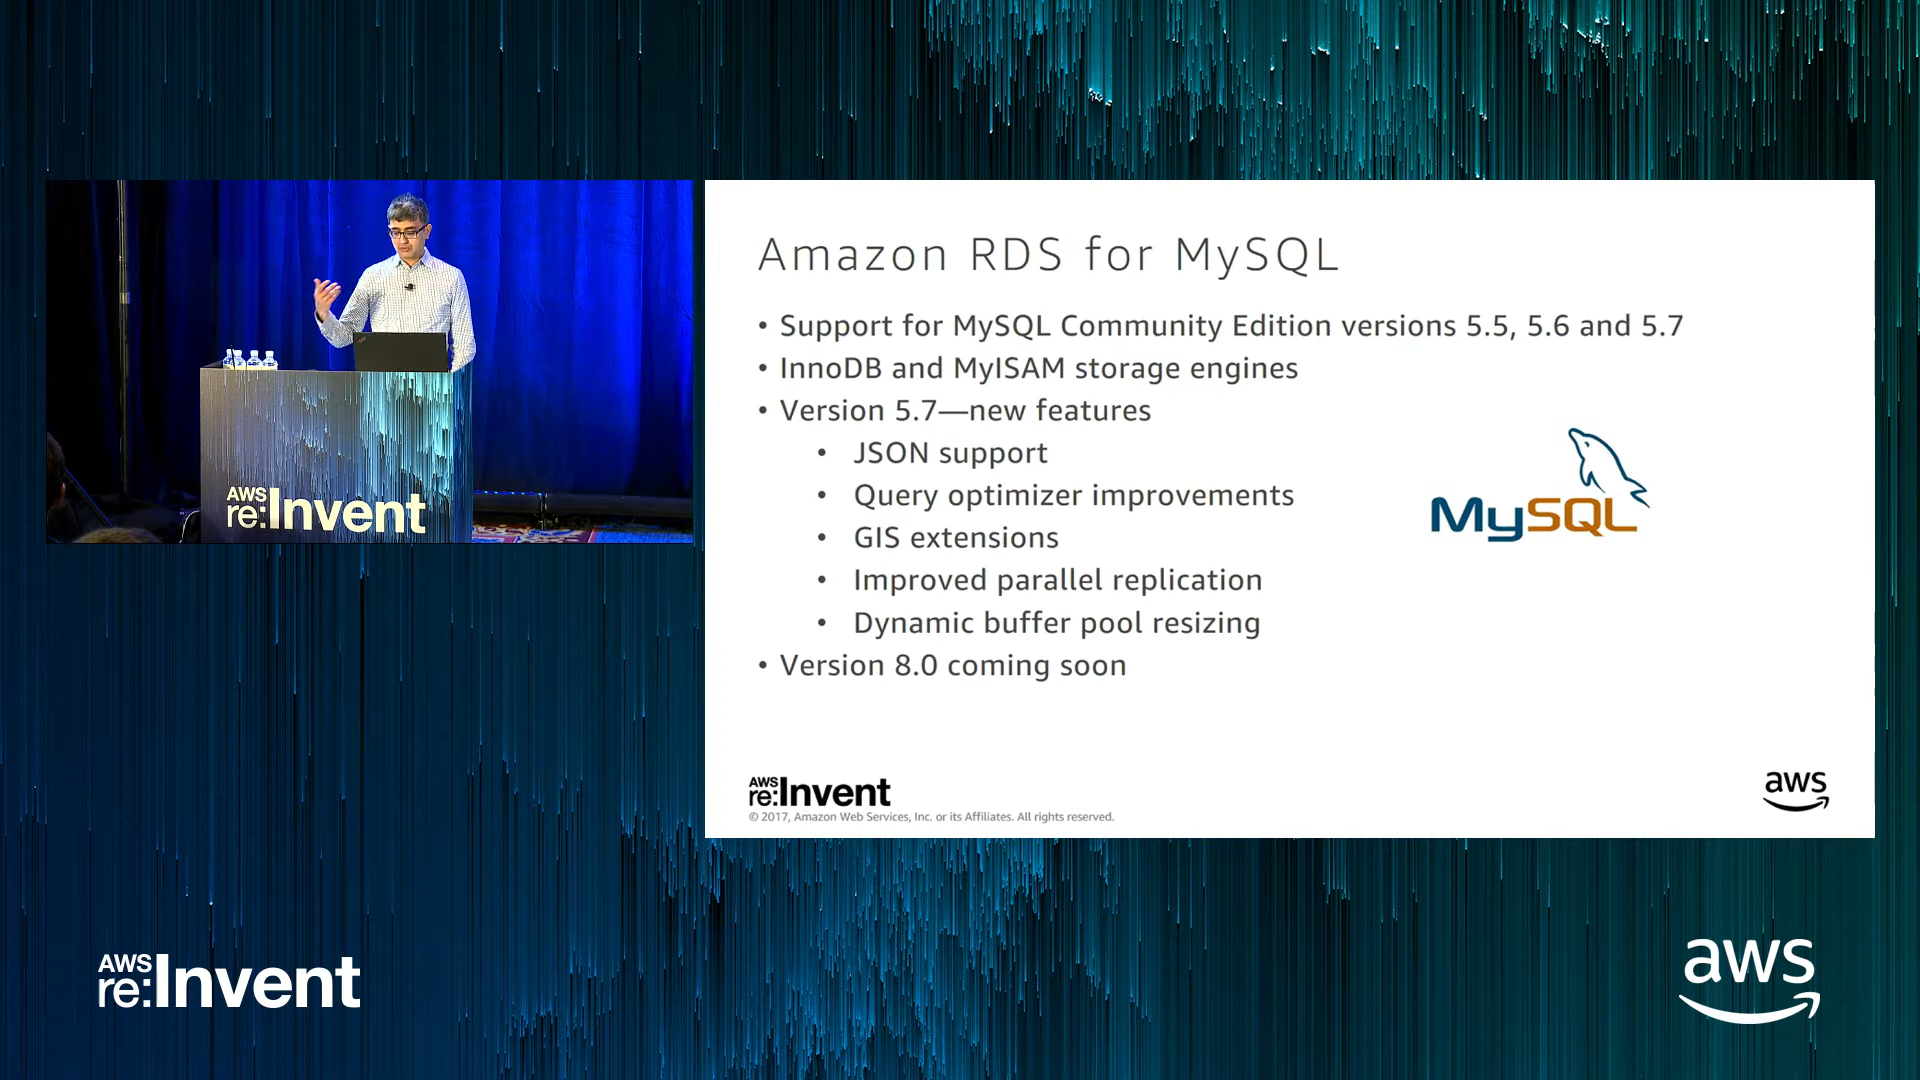 Amazon RDS for MySQL
• Support for MySQL Community Edition versions 5.5, 5.6 and 5.7
• InnoDB and MyISAM storage engines
• Version 5.7—new features
• JSON support
• Query optimizer improvements
• GIS extensions
• Improved parallel replication
• Dynamic buffer pool resizing
• Version 8.0 coming soon
MySQL
AWS
re:Invent
© 2017, Amazon Web Services, Inc. or its Affiliates. All rights reserved.
aws
AWS
re:Invent
AWS
re:Invent
aws